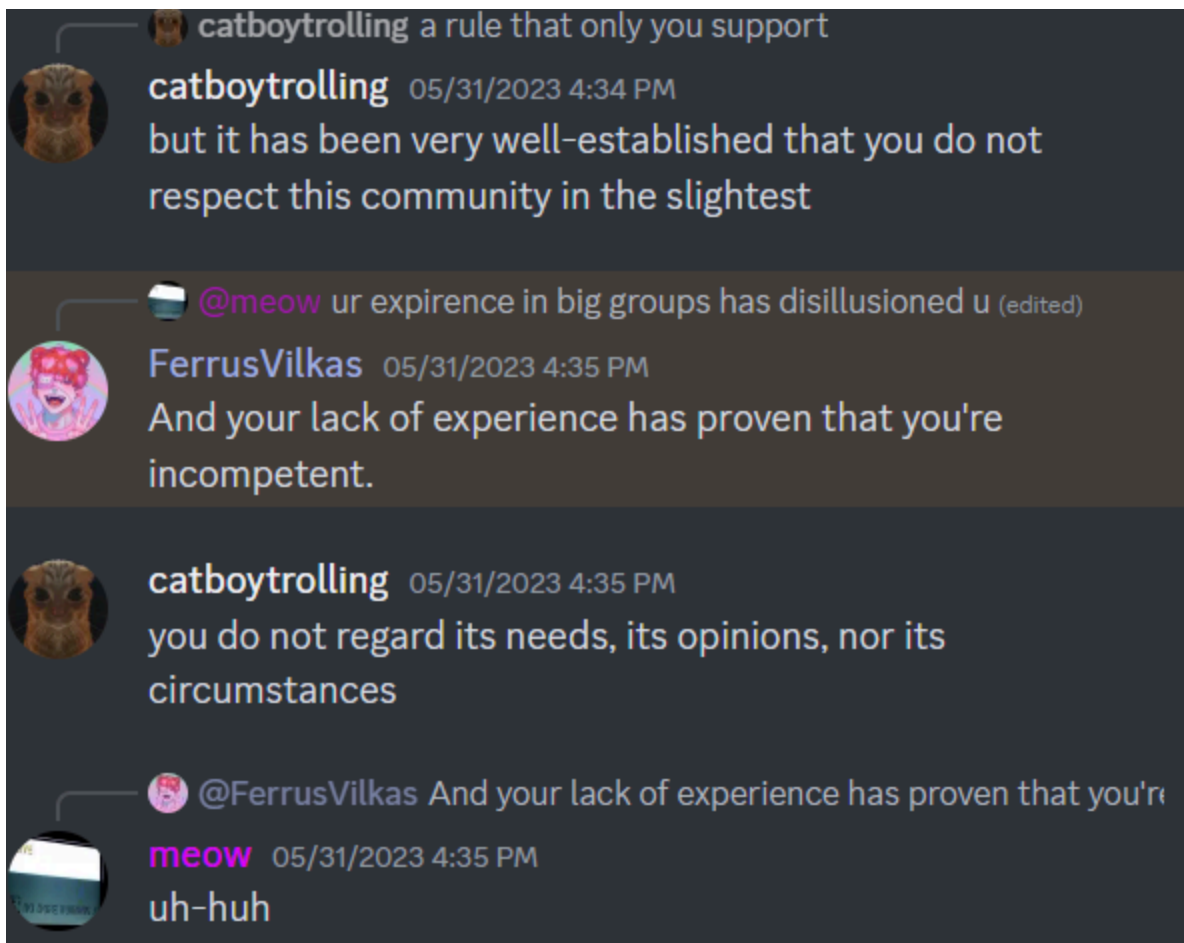 catboytrolling a rule that only you support
catboytrolling 05/31/2023 4:34 PM
but it has been very well-established that you do not
respect this community in the slightest
@meow ur expirence in big groups has disillusioned u (edited)
FerrusVilkas 05/31/2023 4:35 PM
And your lack of experience has proven that you're
incompetent.
catboytrolling 05/31/2023 4:35 PM
you do not regard its needs, its opinions, nor its
circumstances
@FerrusVilkas And your lack of experience has proven that you're
meow 05/31/2023 4:35 PM
uh-huh